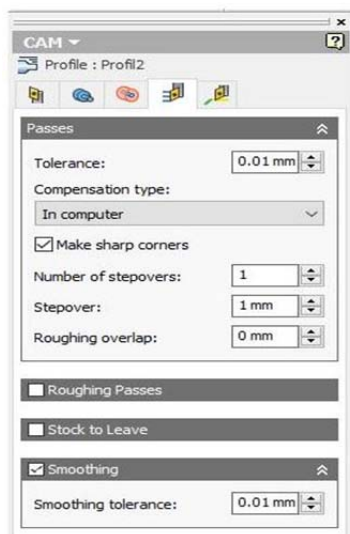 CAM
Profile : Profil2
Passes
Tolerance: 0.01 mm
Compensation type:
In computer
Make sharp corners
Number of stepovers: 1
Stepover: 1 mm
Roughing overlap: 0 mm
Roughing Passes
Stock to Leave
Smoothing
Smoothing tolerance: 0.01 mm